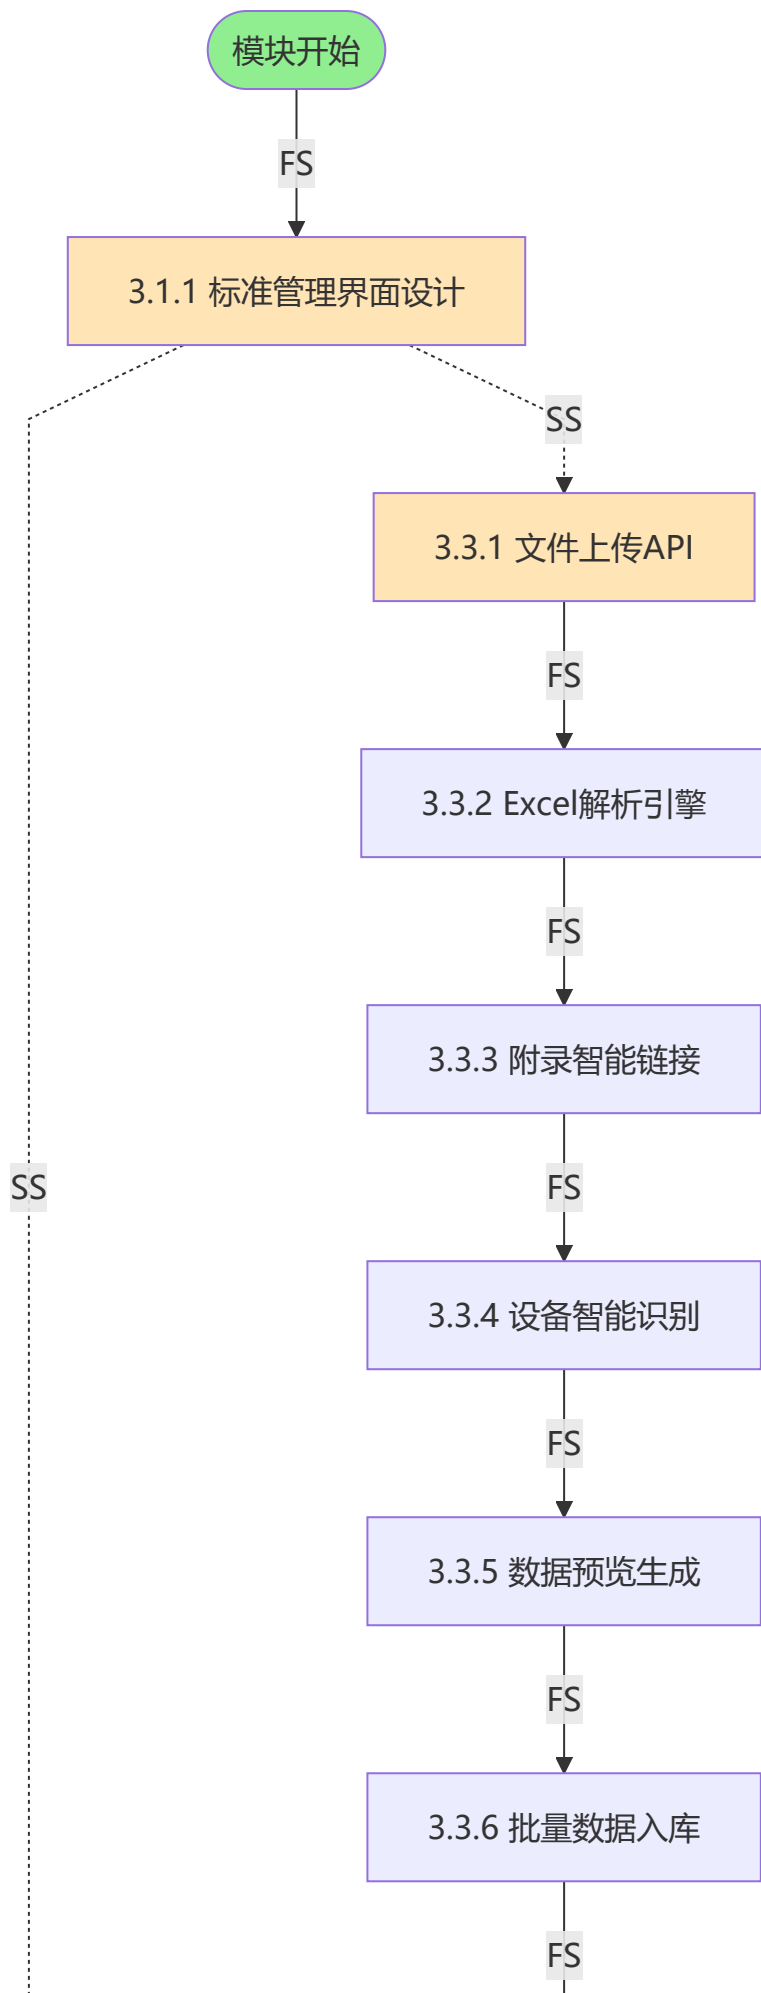 模块开始
FS
3.1.1 标准管理界面设计
SS
3.3.1 文件上传API
FS
3.3.2 Excel解析引擎
FS
3.3.3 附录智能链接
SS
FS
3.3.4 设备智能识别
FS
3.3.5 数据预览生成
FS
3.3.6 批量数据入库
FS